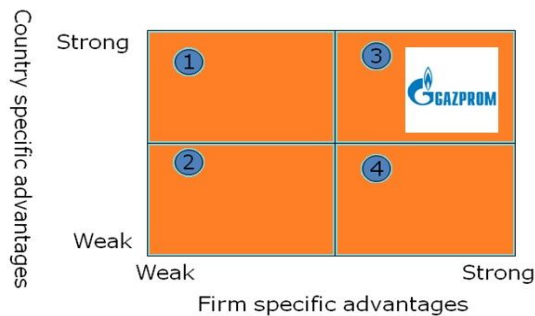 Country specific advantages
Strong
1
3
GAZPROM
2
4
Weak
Weak
Strong
Firm specific advantages